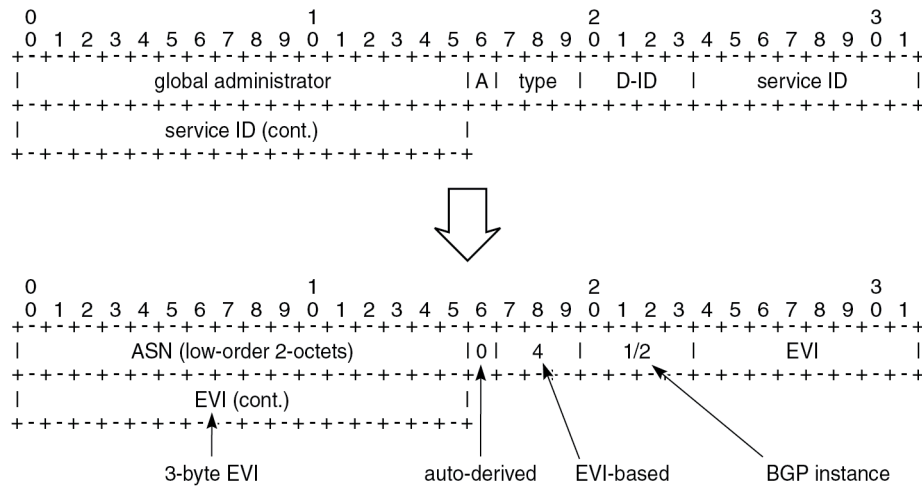 0 1 2 3
0 1 2 3 4 5 6 7 8 9 0 1 2 3 4 5 6 7 8 9 0 1 2 3 4 5 6 7 8 9 0 1
+-+-+-+-+-+-+-+-+-+-+-+-+-+-+-+-+-+-+-+-+-+-+-+-+-+-+-+-+-+-+-+-+
| global administrator |A| type | D-ID | service ID |
+-+-+-+-+-+-+-+-+-+-+-+-+-+-+-+-+-+-+-+-+-+-+-+-+-+-+-+-+-+-+-+-+
| service ID (cont.) |
+-+-+-+-+-+-+-+-+-+-+-+-+-+-+-+-+
0 1 2 3
0 1 2 3 4 5 6 7 8 9 0 1 2 3 4 5 6 7 8 9 0 1 2 3 4 5 6 7 8 9 0 1
+-+-+-+-+-+-+-+-+-+-+-+-+-+-+-+-+-+-+-+-+-+-+-+-+-+-+-+-+-+-+-+-+
| ASN (low-order 2-octets) |0| 4 | 1/2 | EVI |
+-+-+-+-+-+-+-+-+-+-+-+-+-+-+-+-+-+-+-+-+-+-+-+-+-+-+-+-+-+-+-+-+
| EVI (cont.) |
+-+-+-+-+-+-+-+-+-+-+-+-+-+-+-+-+
3-byte EVI auto-derived EVI-based BGP instance